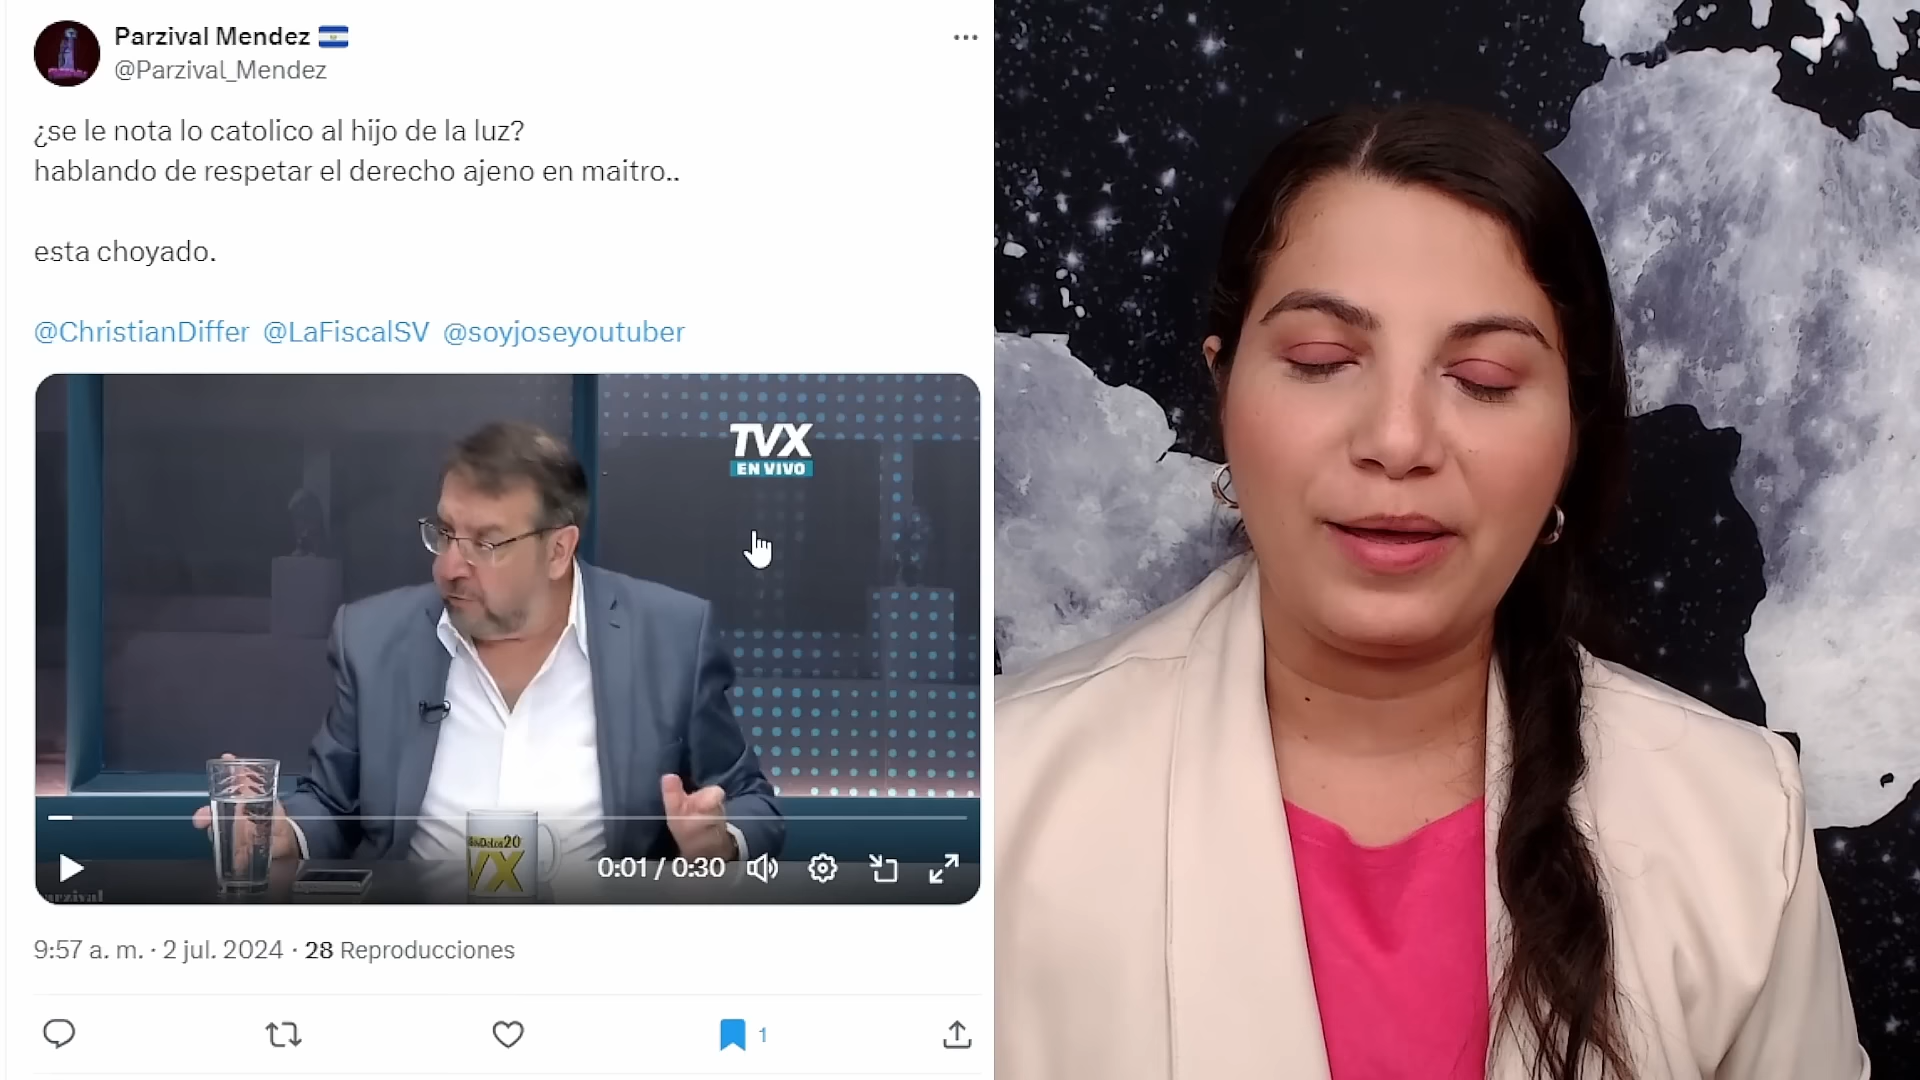 Parzival Mendez
@Parzival_Mendez
¿se le nota lo catolico al hijo de la luz?
hablando de respetar el derecho ajeno en maitro..
esta choyado.
@ChristianDiffer @LaFiscalSV @soyjoseyoutuber
TVX
EN VIVO
VX
0:01 / 0:30
9:57 a. m. · 2 jul. 2024 · 28 Reproducciones
1